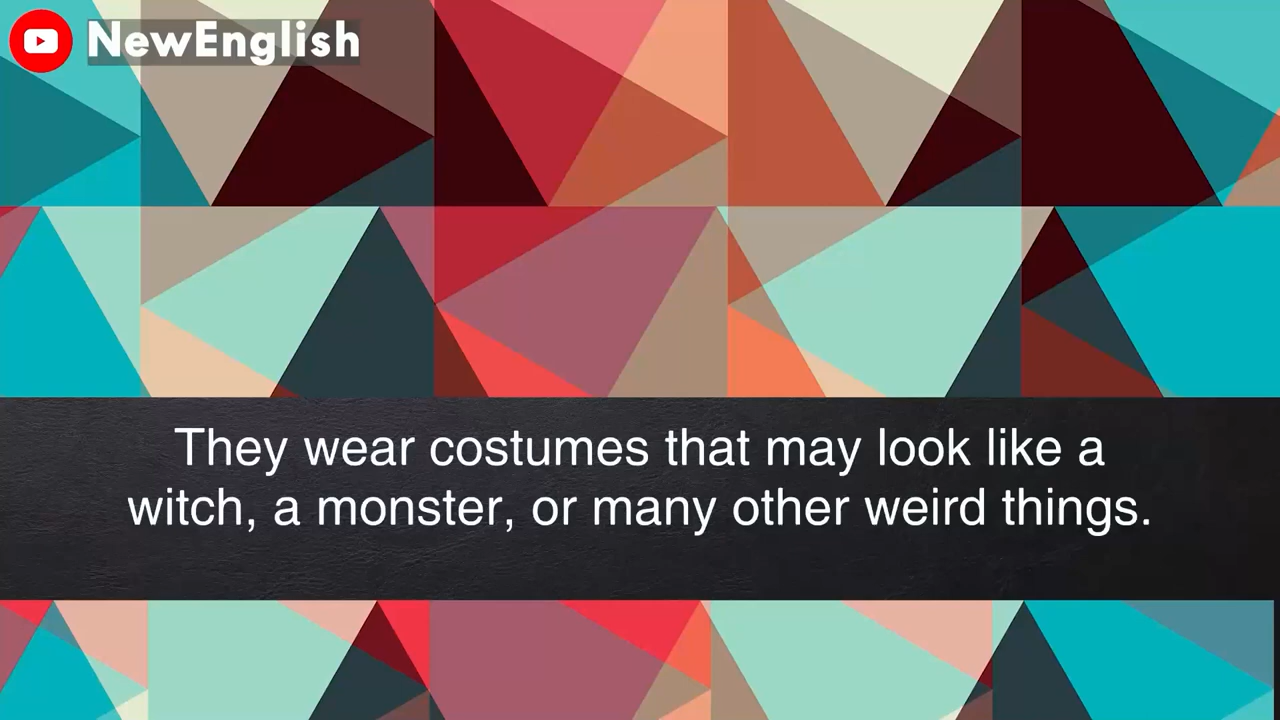 NewEnglish
They wear costumes that may look like a
witch, a monster, or many other weird things.